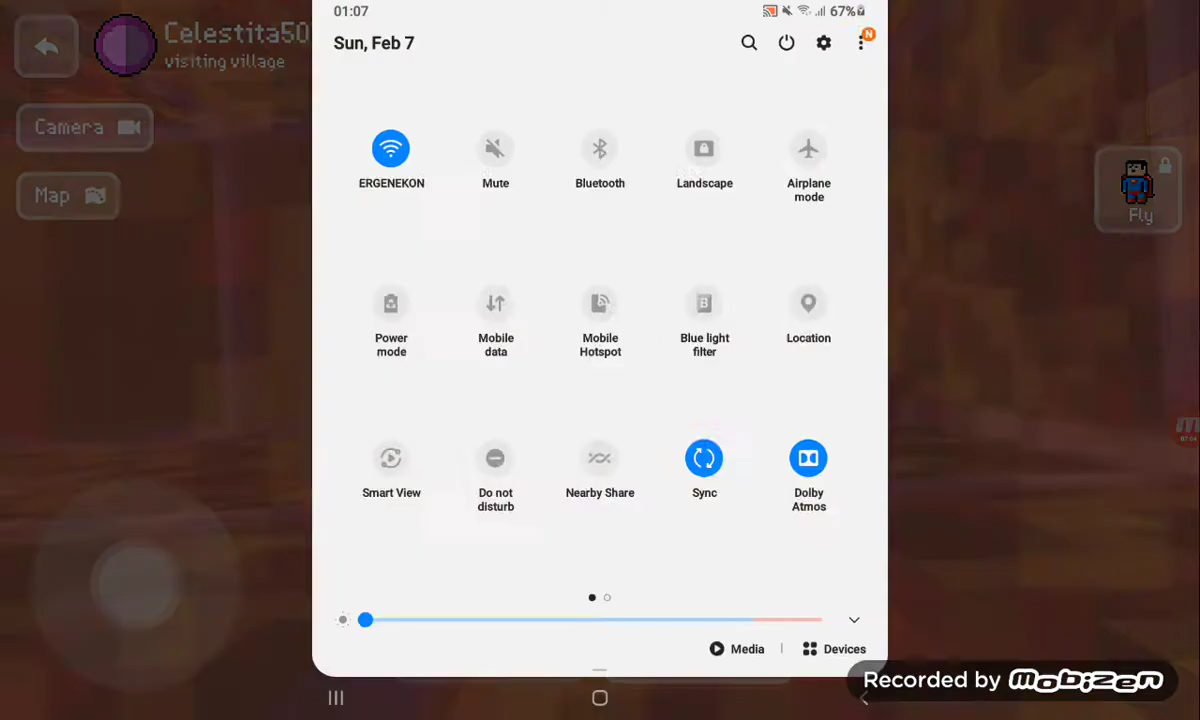 01:07
67%
Sun, Feb 7
N
Celestita50
visiting village
Camera
Map
Fly
ERGENEKON
Mute
Bluetooth
Landscape
Airplane
mode
Power
mode
Mobile
data
Mobile
Hotspot
Blue light
filter
Location
Smart View
Do not
disturb
Nearby Share
Sync
Dolby
Atmos
Media
Devices
Recorded by mobizen